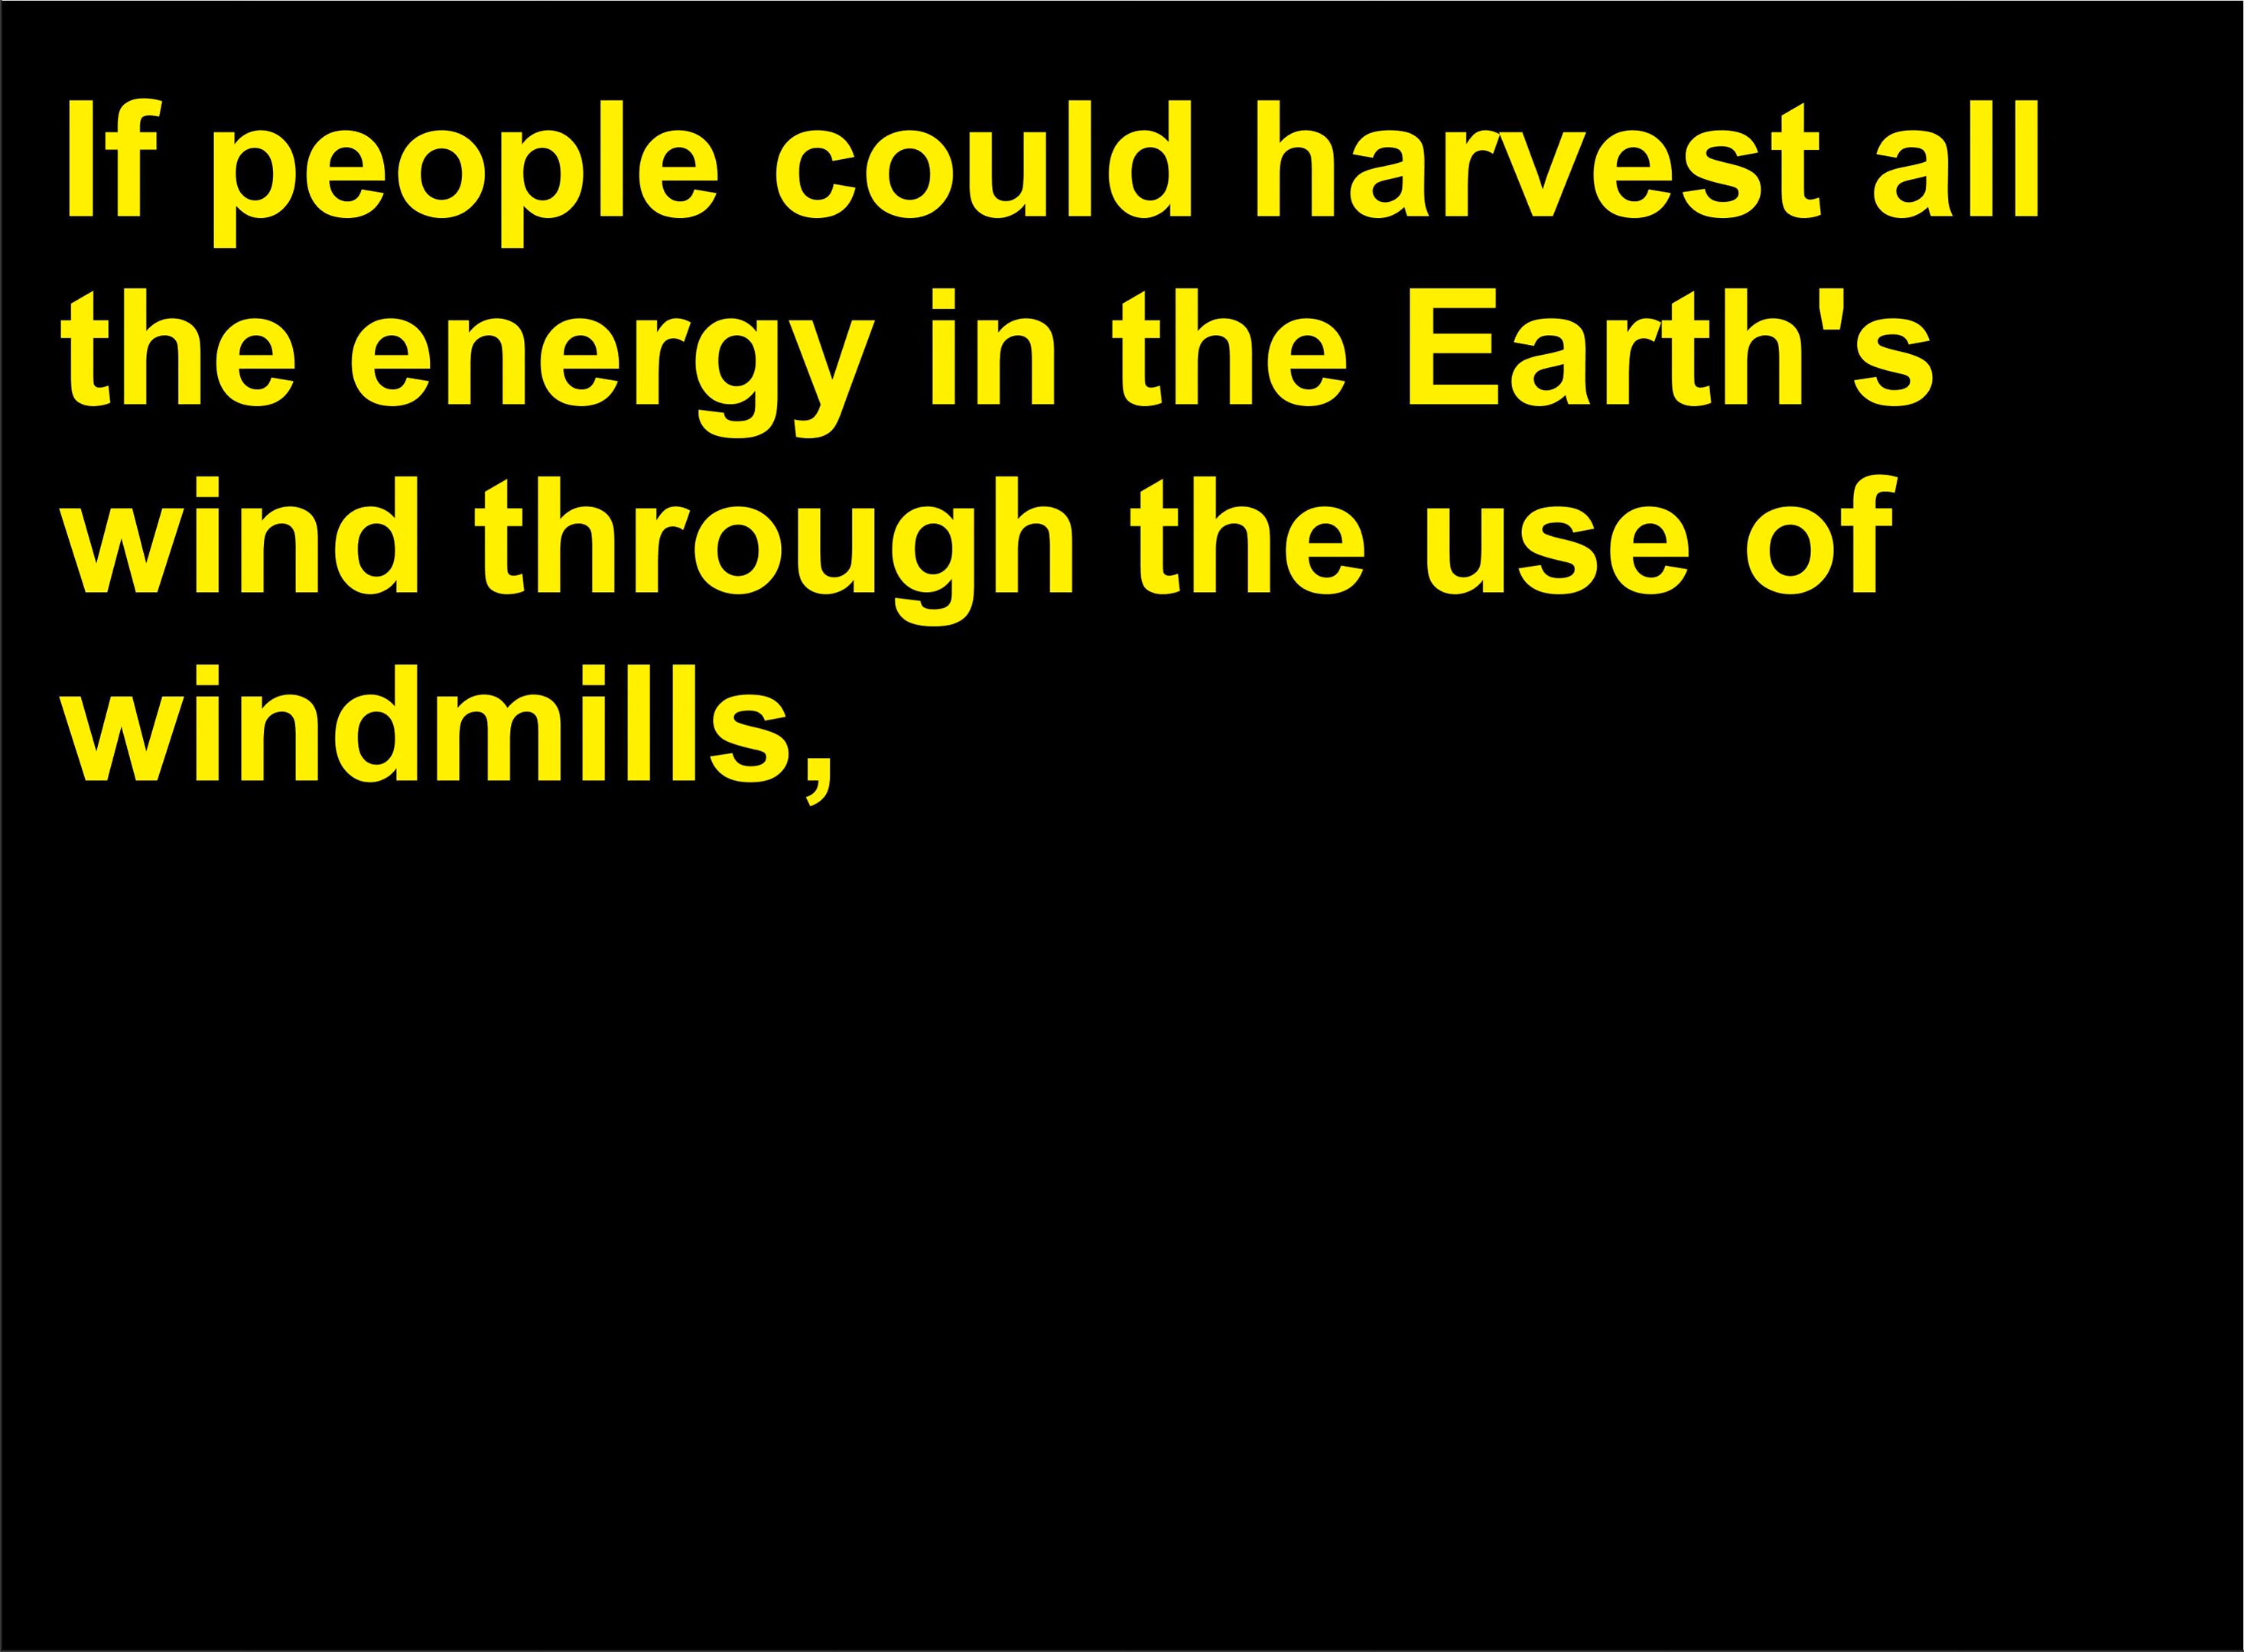 If people could harvest all
the energy in the Earth's
wind through the use of
windmills,